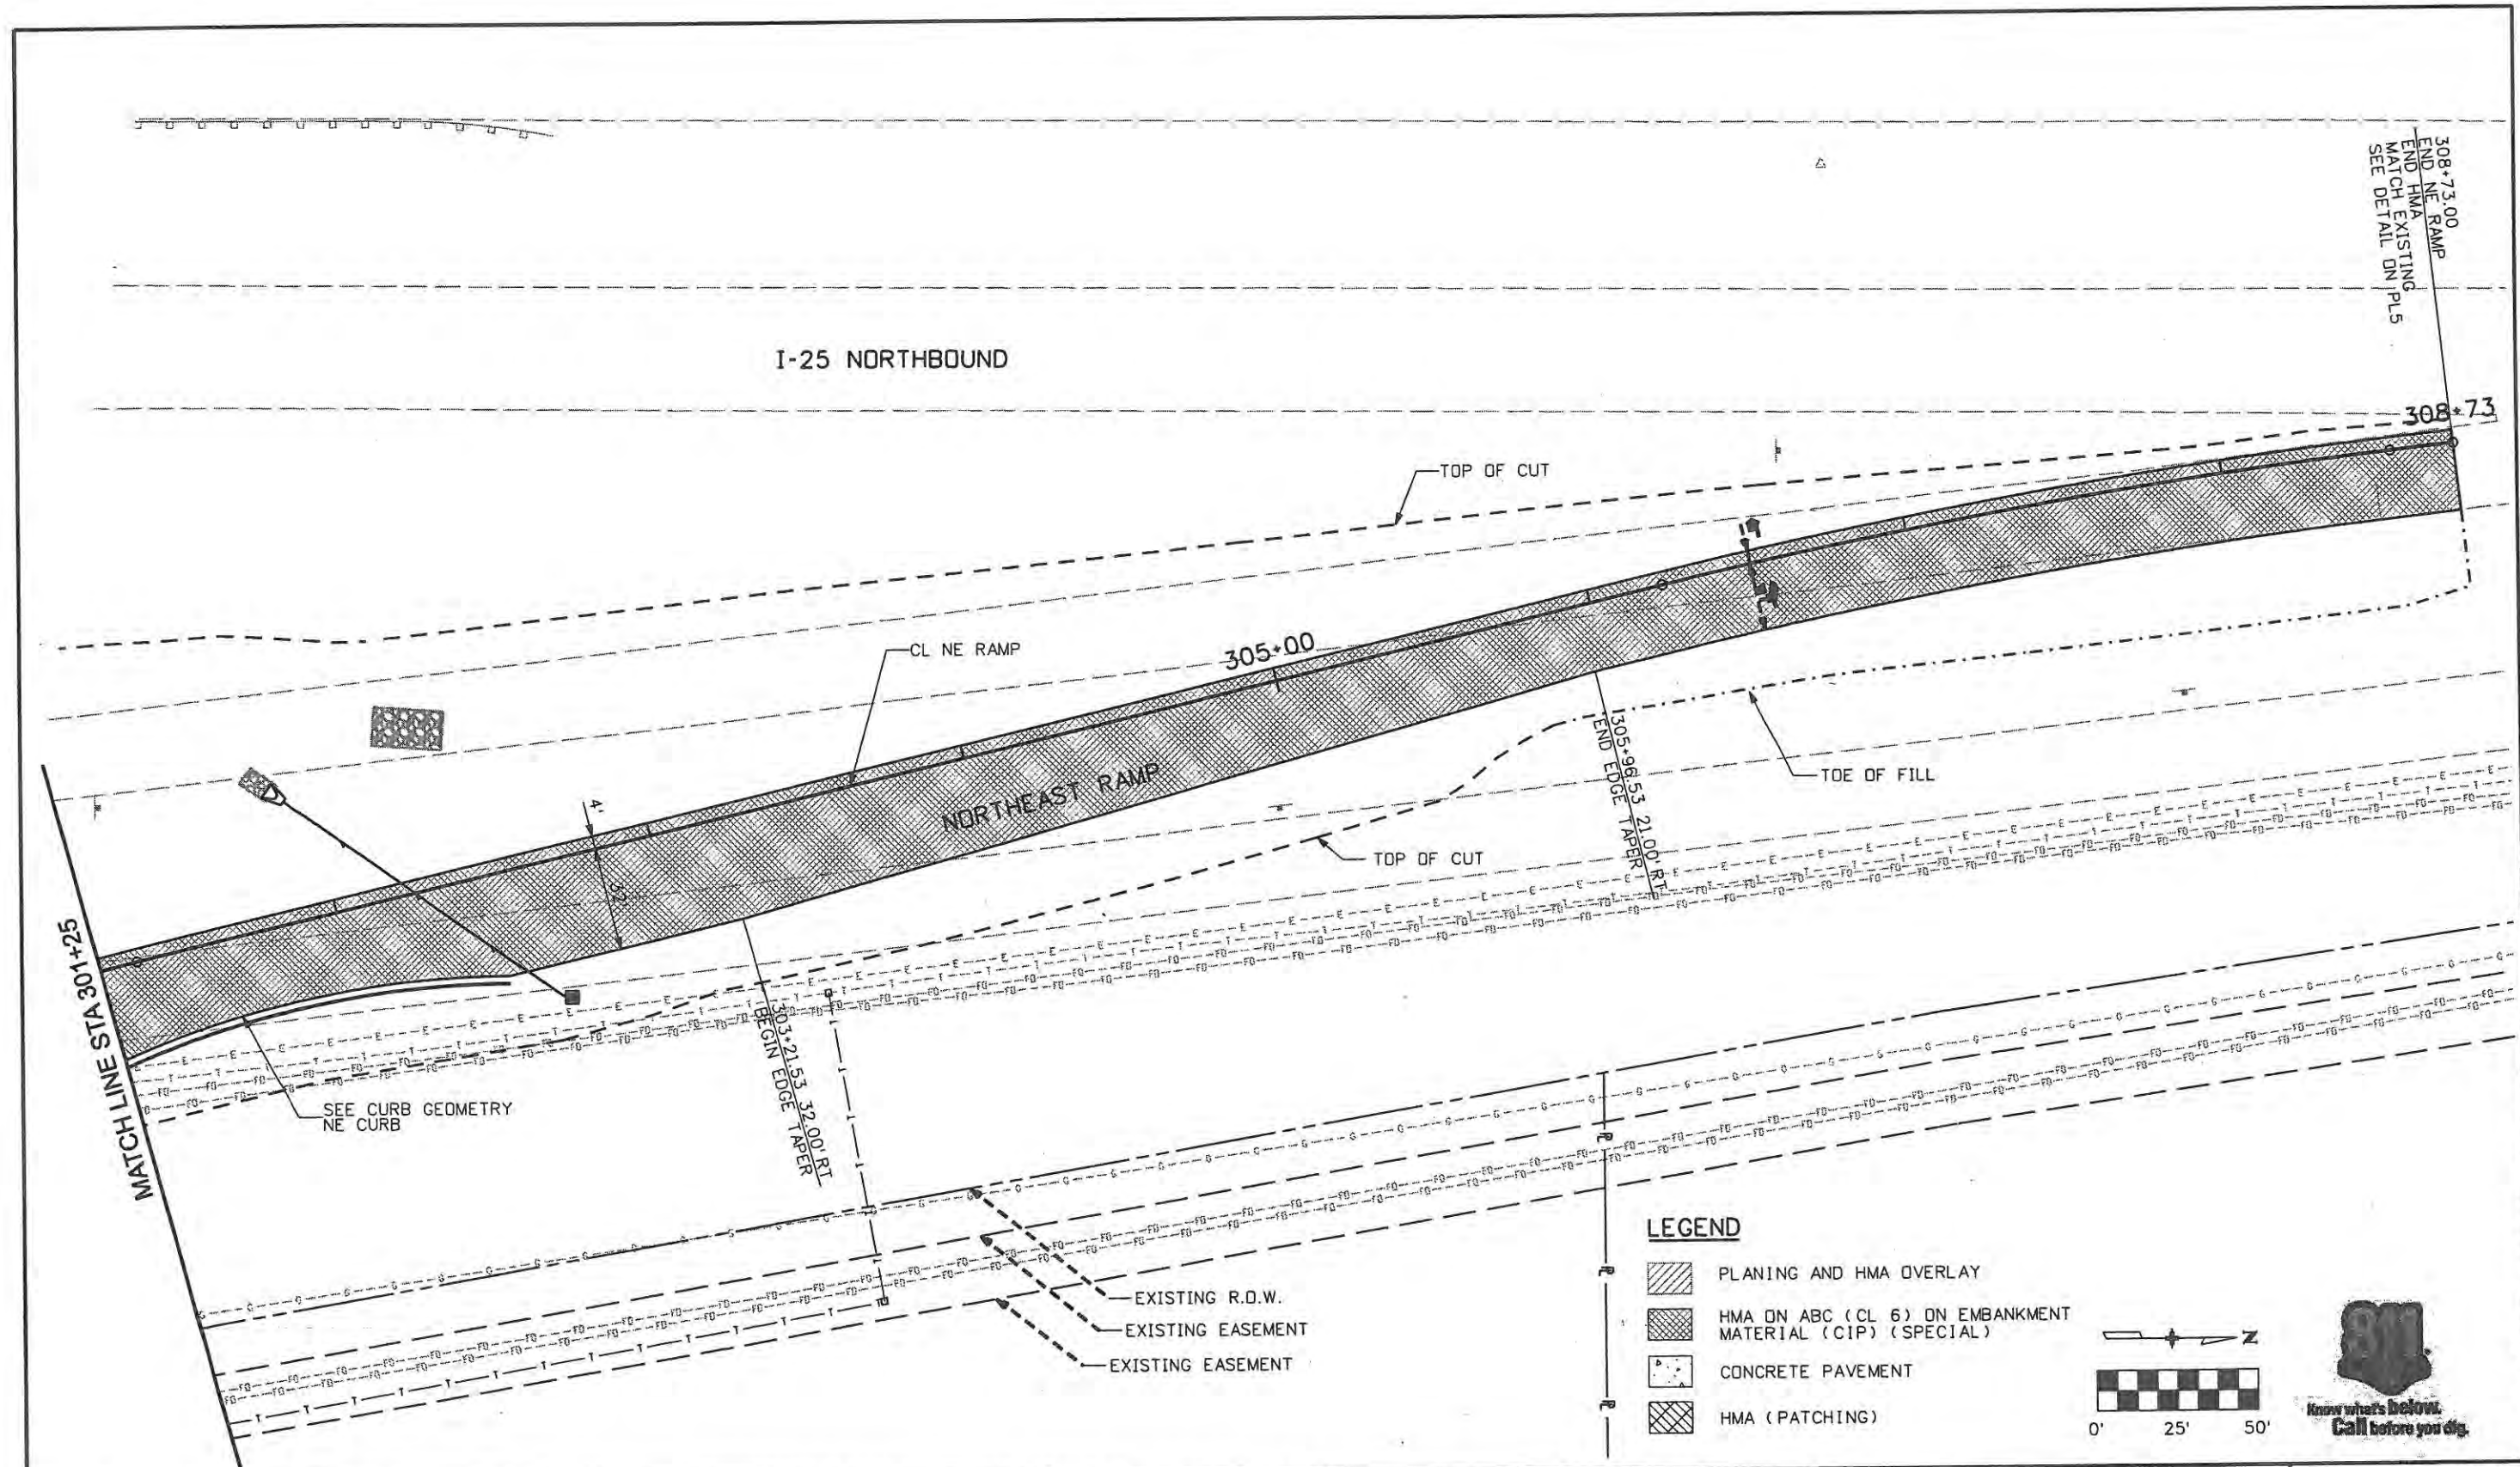 308+73.00
END NE RAMP
END HMA
MATCH EXISTING
SEE DETAIL ON PL5
I-25 NORTHBOUND
308+73
TOP OF CUT
305+00
CL NE RAMP
NORTHEAST RAMP
4'
32'
305+96.53 21.00' RT
END EDGE TAPER
TOE OF FILL
TOP OF CUT
MATCH LINE STA 301+25
303+21.53 32.00' RT
BEGIN EDGE TAPER
SEE CURB GEOMETRY
NE CURB
EXISTING R.O.W.
EXISTING EASEMENT
EXISTING EASEMENT
LEGEND
PLANING AND HMA OVERLAY
HMA ON ABC (CL 6) ON EMBANKMENT
MATERIAL (CIP) (SPECIAL)
CONCRETE PAVEMENT
HMA (PATCHING)
N
0' 25' 50'
811
Know what's below.
Call before you dig.